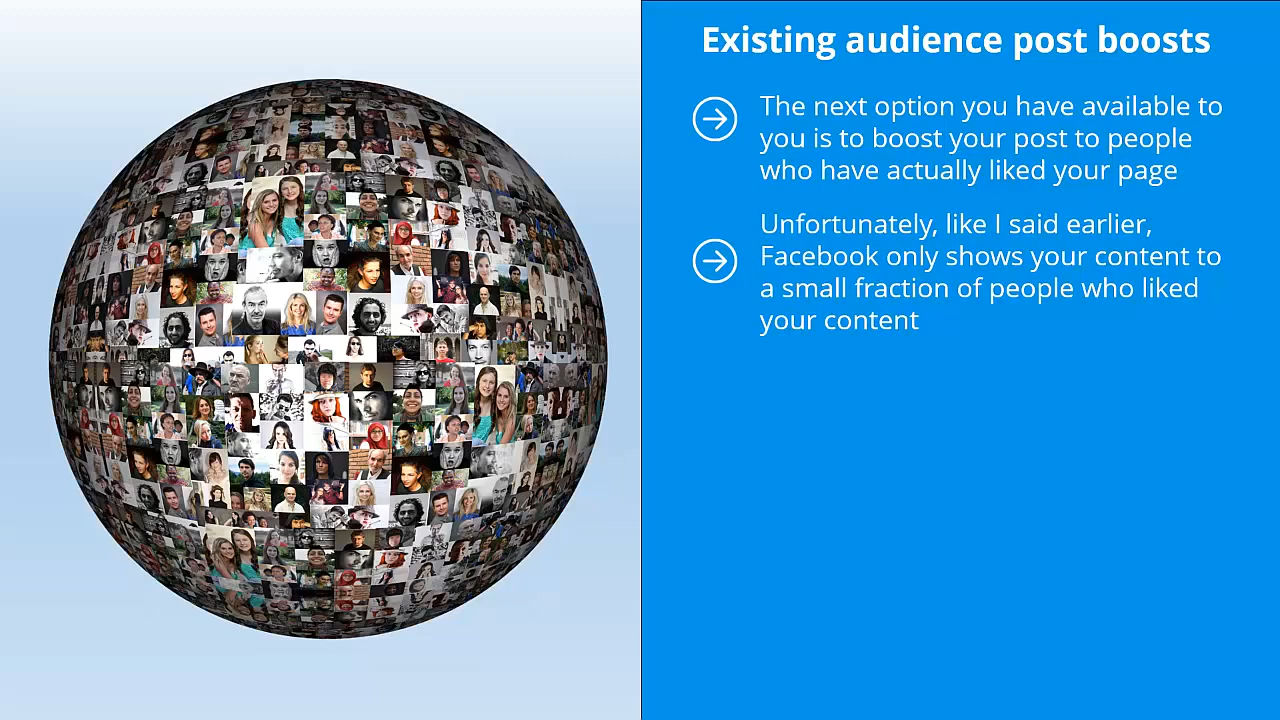 Existing audience post boosts
The next option you have available to
you is to boost your post to people
who have actually liked your page
Unfortunately, like I said earlier,
Facebook only shows your content to
a small fraction of people who liked
your content